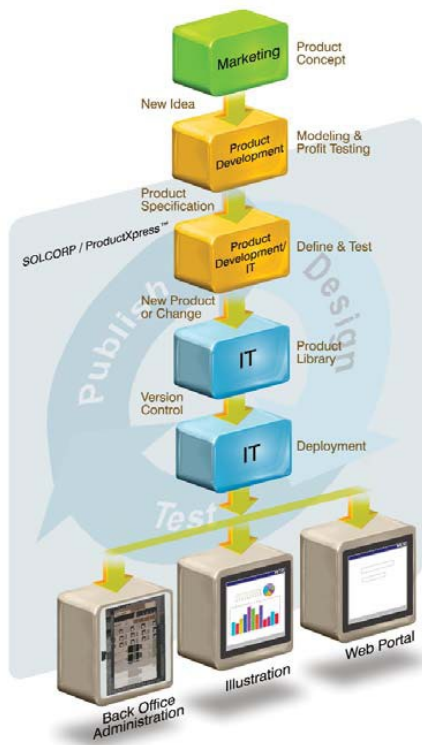 Marketing
Product
Concept
New Idea
Product
Development
Modeling &
Profit Testing
Product
Specification
SOLCORP / ProductXpress™
Product
Development/
IT
Define & Test
New Product
or Change
Publish
Design
IT
Product
Library
Version
Control
IT
Deployment
Test
Back Office
Administration
Illustration
Web Portal